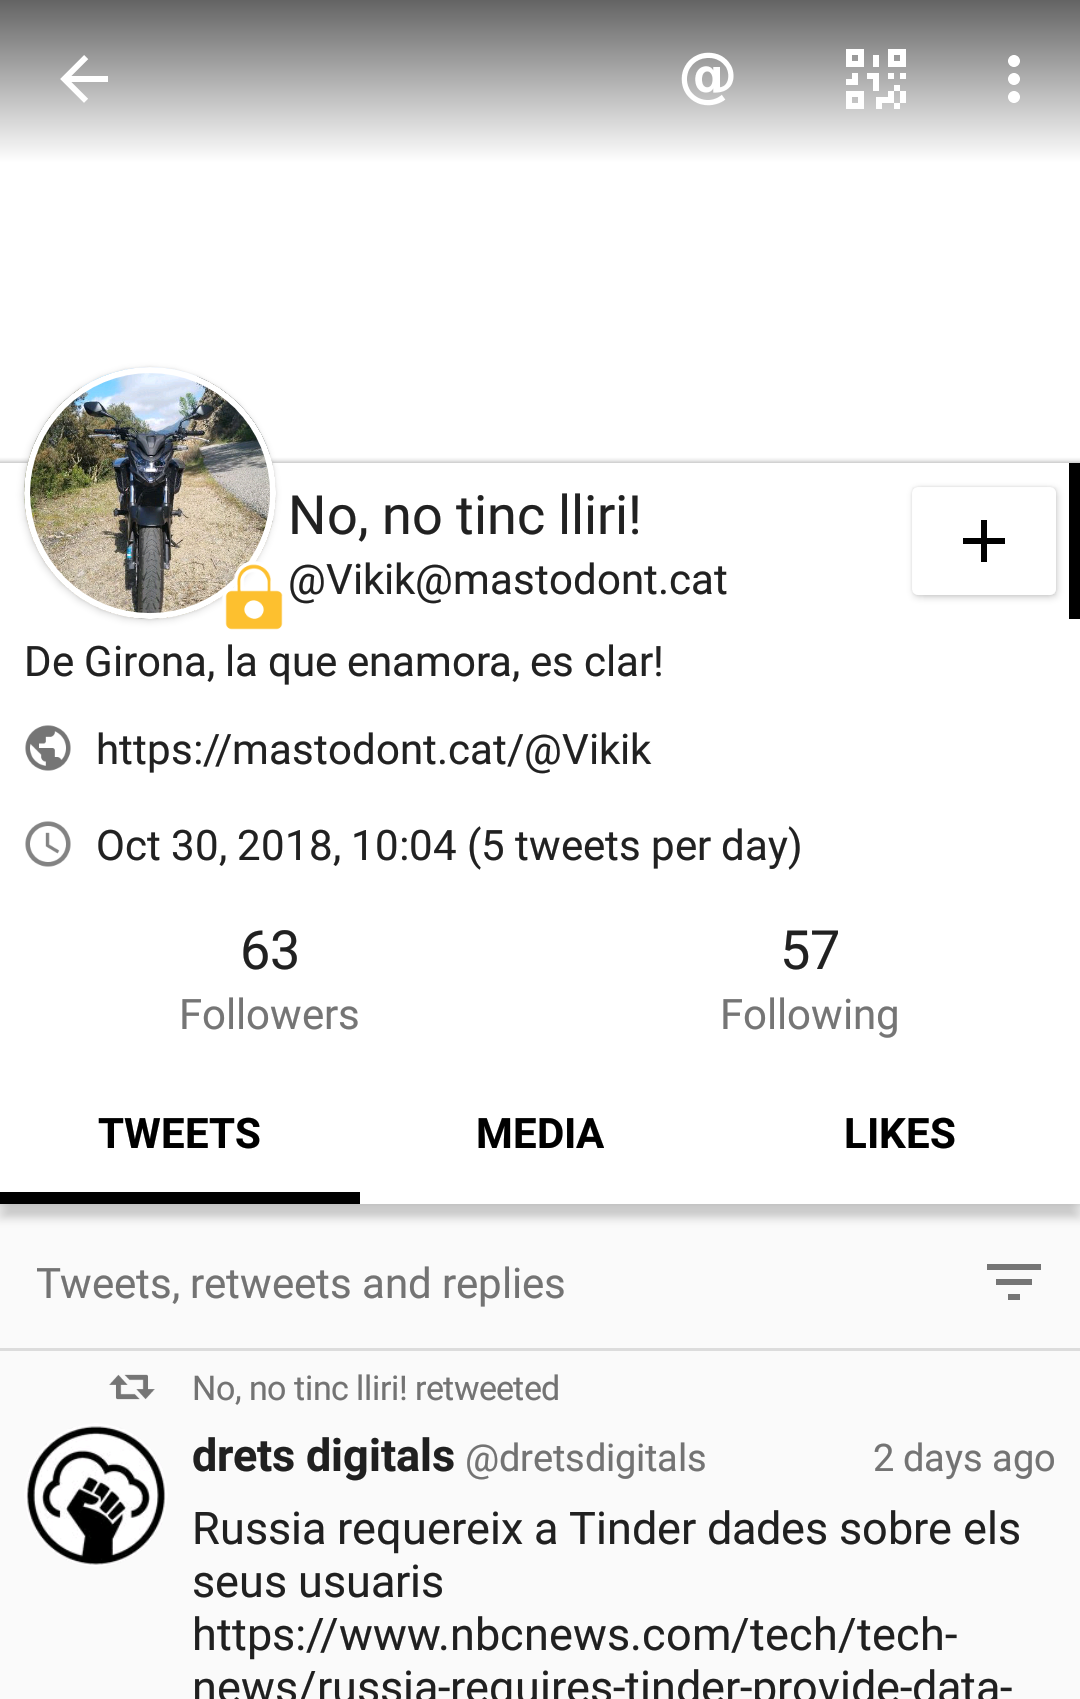 No, no tinc lliri!
@Vikik@mastodont.cat
De Girona, la que enamora, es clar!
https://mastodont.cat/@Vikik
Oct 30, 2018, 10:04 (5 tweets per day)
63
Followers
57
Following
TWEETS
MEDIA
LIKES
Tweets, retweets and replies
No, no tinc lliri! retweeted
drets digitals @dretsdigitals 2 days ago
Russia requereix a Tinder dades sobre els
seus usuaris
https://www.nbcnews.com/tech/tech-
news/russia-requires-tinder-provide-data-